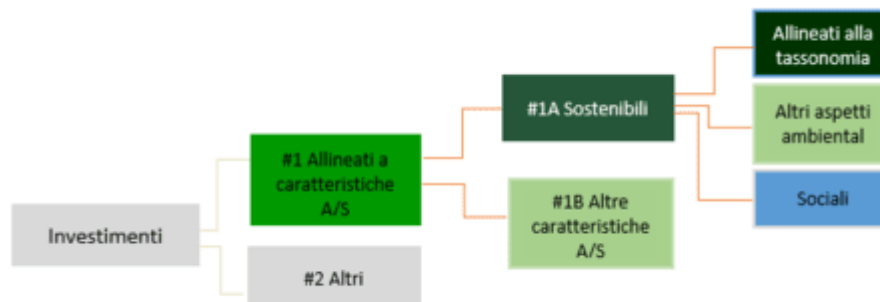 Investimenti
#1 Allineati a
caratteristiche
A/S
#2 Altri
#1A Sostenibili
#1B Altre
caratteristiche
A/S
Allineati alla
tassonomia
Altri aspetti
ambiental
Sociali